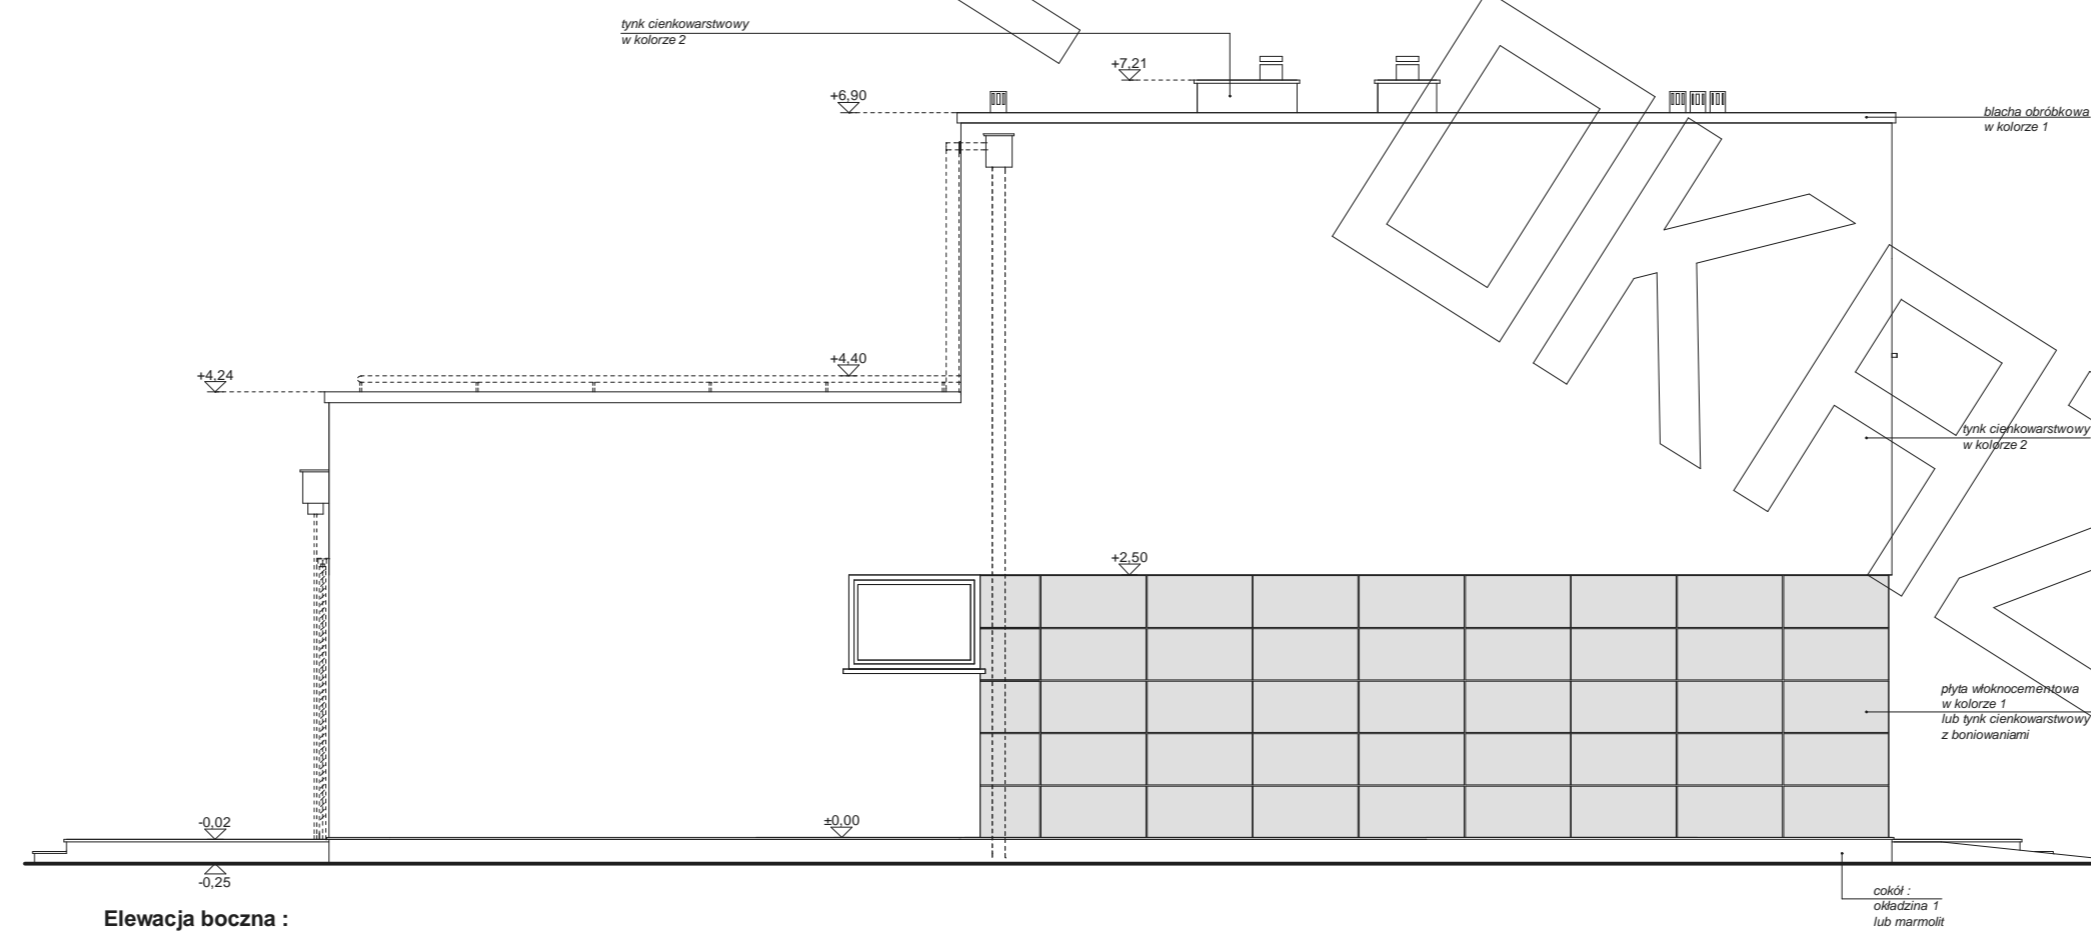 tynk cienkowarstwowy
w kolorze 2
+7,21
+6,90
blacha obróbkowa
w kolorze 1
+4,40
+4,24
tynk cienkowarstwowy
w kolorze 2
+2,50
płyta włoknocementowa
w kolorze 1
lub tynk cienkowarstwowy
z boniowaniami
-0,02
±0,00
-0,25
cokół :
okładzina 1
lub marmolit
Elewacja boczna :